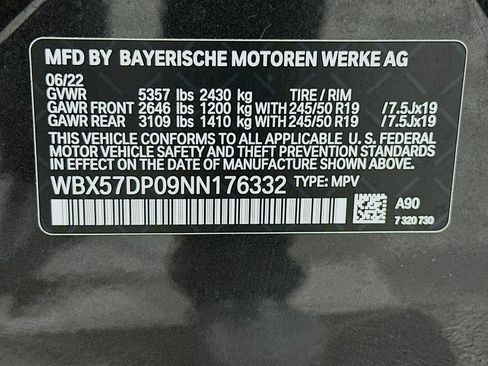 MFD BY BAYERISCHE MOTOREN WERKE AG
06/22
GVWR 5357 lbs 2430 kg TIRE / RIM
GAWR FRONT 2646 lbs 1200 kg WITH 245/50 R19 /7.5Jx19
GAWR REAR 3109 lbs 1410 kg WITH 245/50 R19 /7.5Jx19
THIS VEHICLE CONFORMS TO ALL APPLICABLE U. S. FEDERAL
MOTOR VEHICLE SAFETY AND THEFT PREVENTION STANDARDS
IN EFFECT ON THE DATE OF MANUFACTURE SHOWN ABOVE.
WBX57DP09NN176332 TYPE: MPV
A90
7 320 730